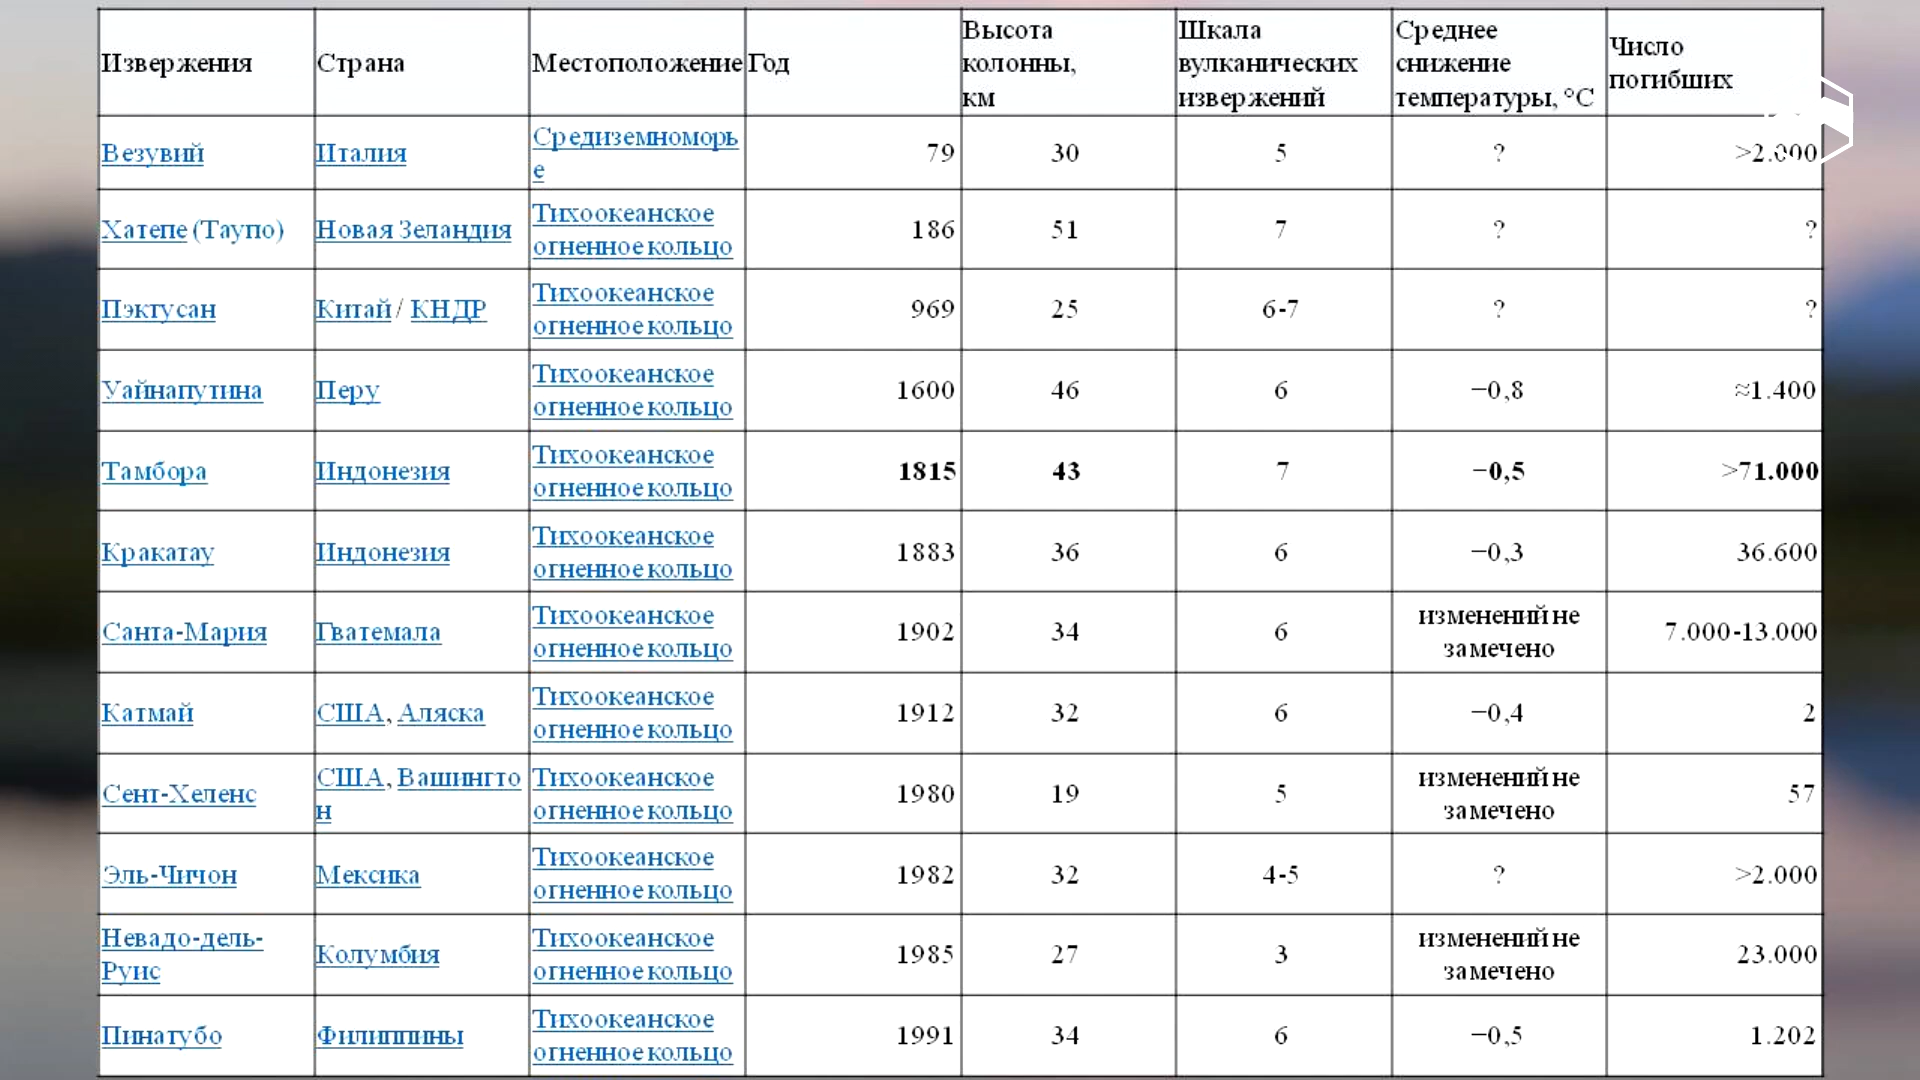 Извержения Страна Местоположение Год Высота колонны, км Шкала вулканических извержений Среднее снижение температуры, °C Число погибших
Везувий Италия Средиземноморье 79 30 5 ? >2.000
Хатепе (Таупо) Новая Зеландия Тихоокеанское огненное кольцо 186 51 7 ? ?
Пэктусан Китай / КНДР Тихоокеанское огненное кольцо 969 25 6-7 ? ?
Уайнапутина Перу Тихоокеанское огненное кольцо 1600 46 6 −0,8 ≈1.400
Тамбора Индонезия Тихоокеанское огненное кольцо 1815 43 7 −0,5 >71.000
Кракатау Индонезия Тихоокеанское огненное кольцо 1883 36 6 −0,3 36.600
Санта-Мария Гватемала Тихоокеанское огненное кольцо 1902 34 6 изменений не замечено 7.000-13.000
Катмай США, Аляска Тихоокеанское огненное кольцо 1912 32 6 −0,4 2
Сент-Хеленс США, Вашингтон Тихоокеанское огненное кольцо 1980 19 5 изменений не замечено 57
Эль-Чичон Мексика Тихоокеанское огненное кольцо 1982 32 4-5 ? >2.000
Невадо-дель-Руис Колумбия Тихоокеанское огненное кольцо 1985 27 3 изменений не замечено 23.000
Пинатубо Филиппины Тихоокеанское огненное кольцо 1991 34 6 −0,5 1.202